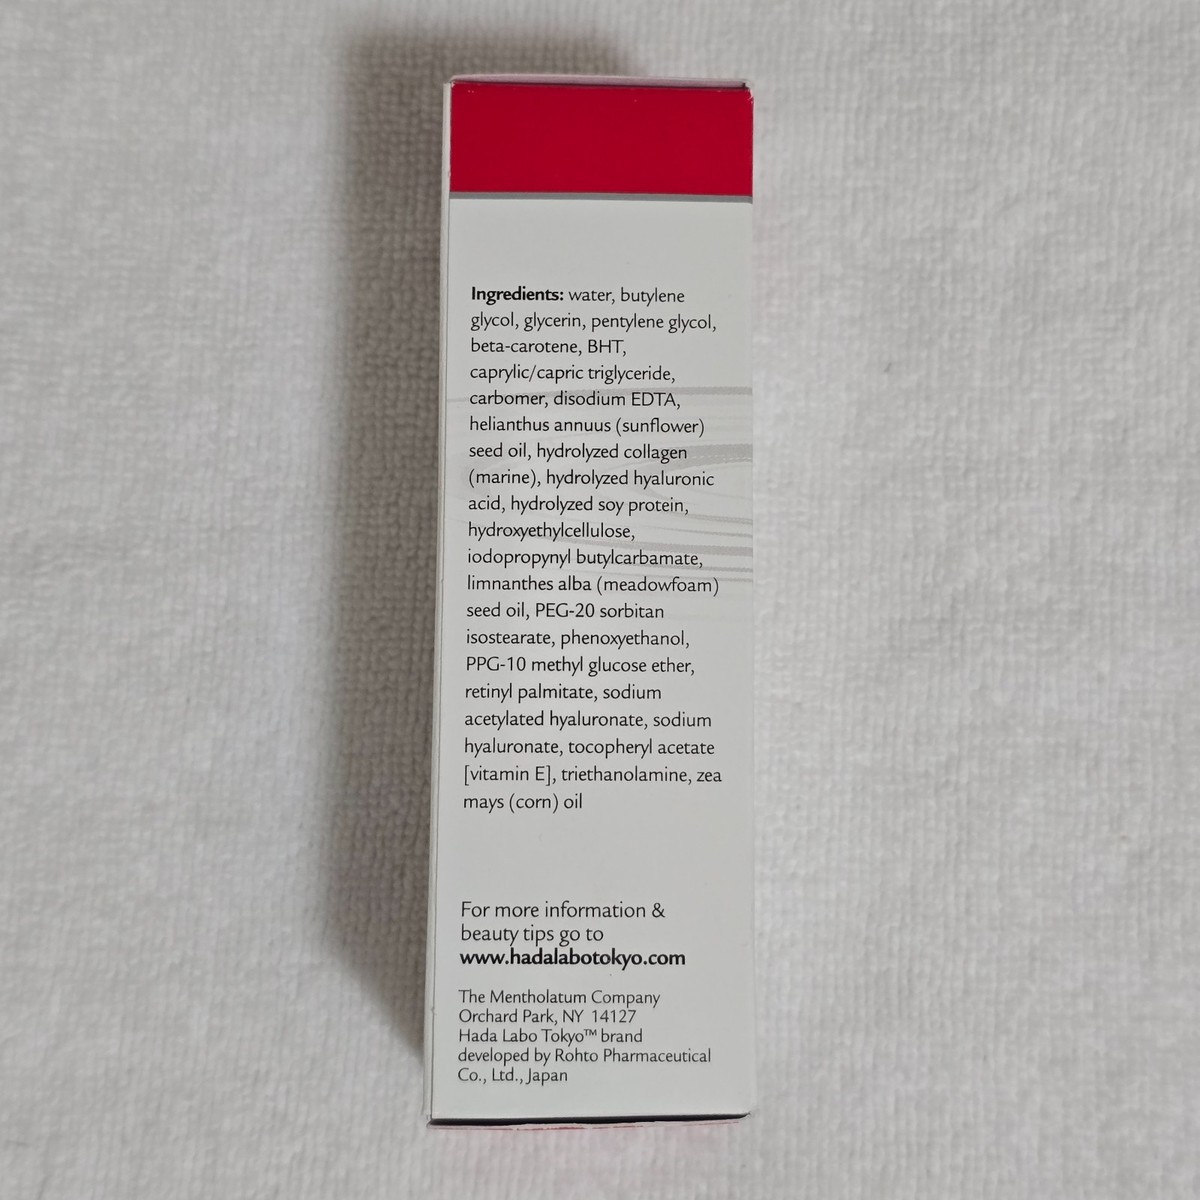 Ingredients: water, butylene
glycol, glycerin, pentylene glycol,
beta-carotene, BHT,
caprylic/capric triglyceride,
carbomer, disodium EDTA,
helianthus annuus (sunflower)
seed oil, hydrolyzed collagen
(marine), hydrolyzed hyaluronic
acid, hydrolyzed soy protein,
hydroxyethylcellulose,
iodopropynyl butylcarbamate,
limnanthes alba (meadowfoam)
seed oil, PEG-20 sorbitan
isostearate, phenoxyethanol,
PPG-10 methyl glucose ether,
retinyl palmitate, sodium
acetylated hyaluronate, sodium
hyaluronate, tocopheryl acetate
[vitamin E], triethanolamine, zea
mays (corn) oil
For more information &
beauty tips go to
www.hadalabotokyo.com
The Mentholatum Company
Orchard Park, NY 14127
Hada Labo Tokyo™ brand
developed by Rohto Pharmaceutical
Co., Ltd., Japan